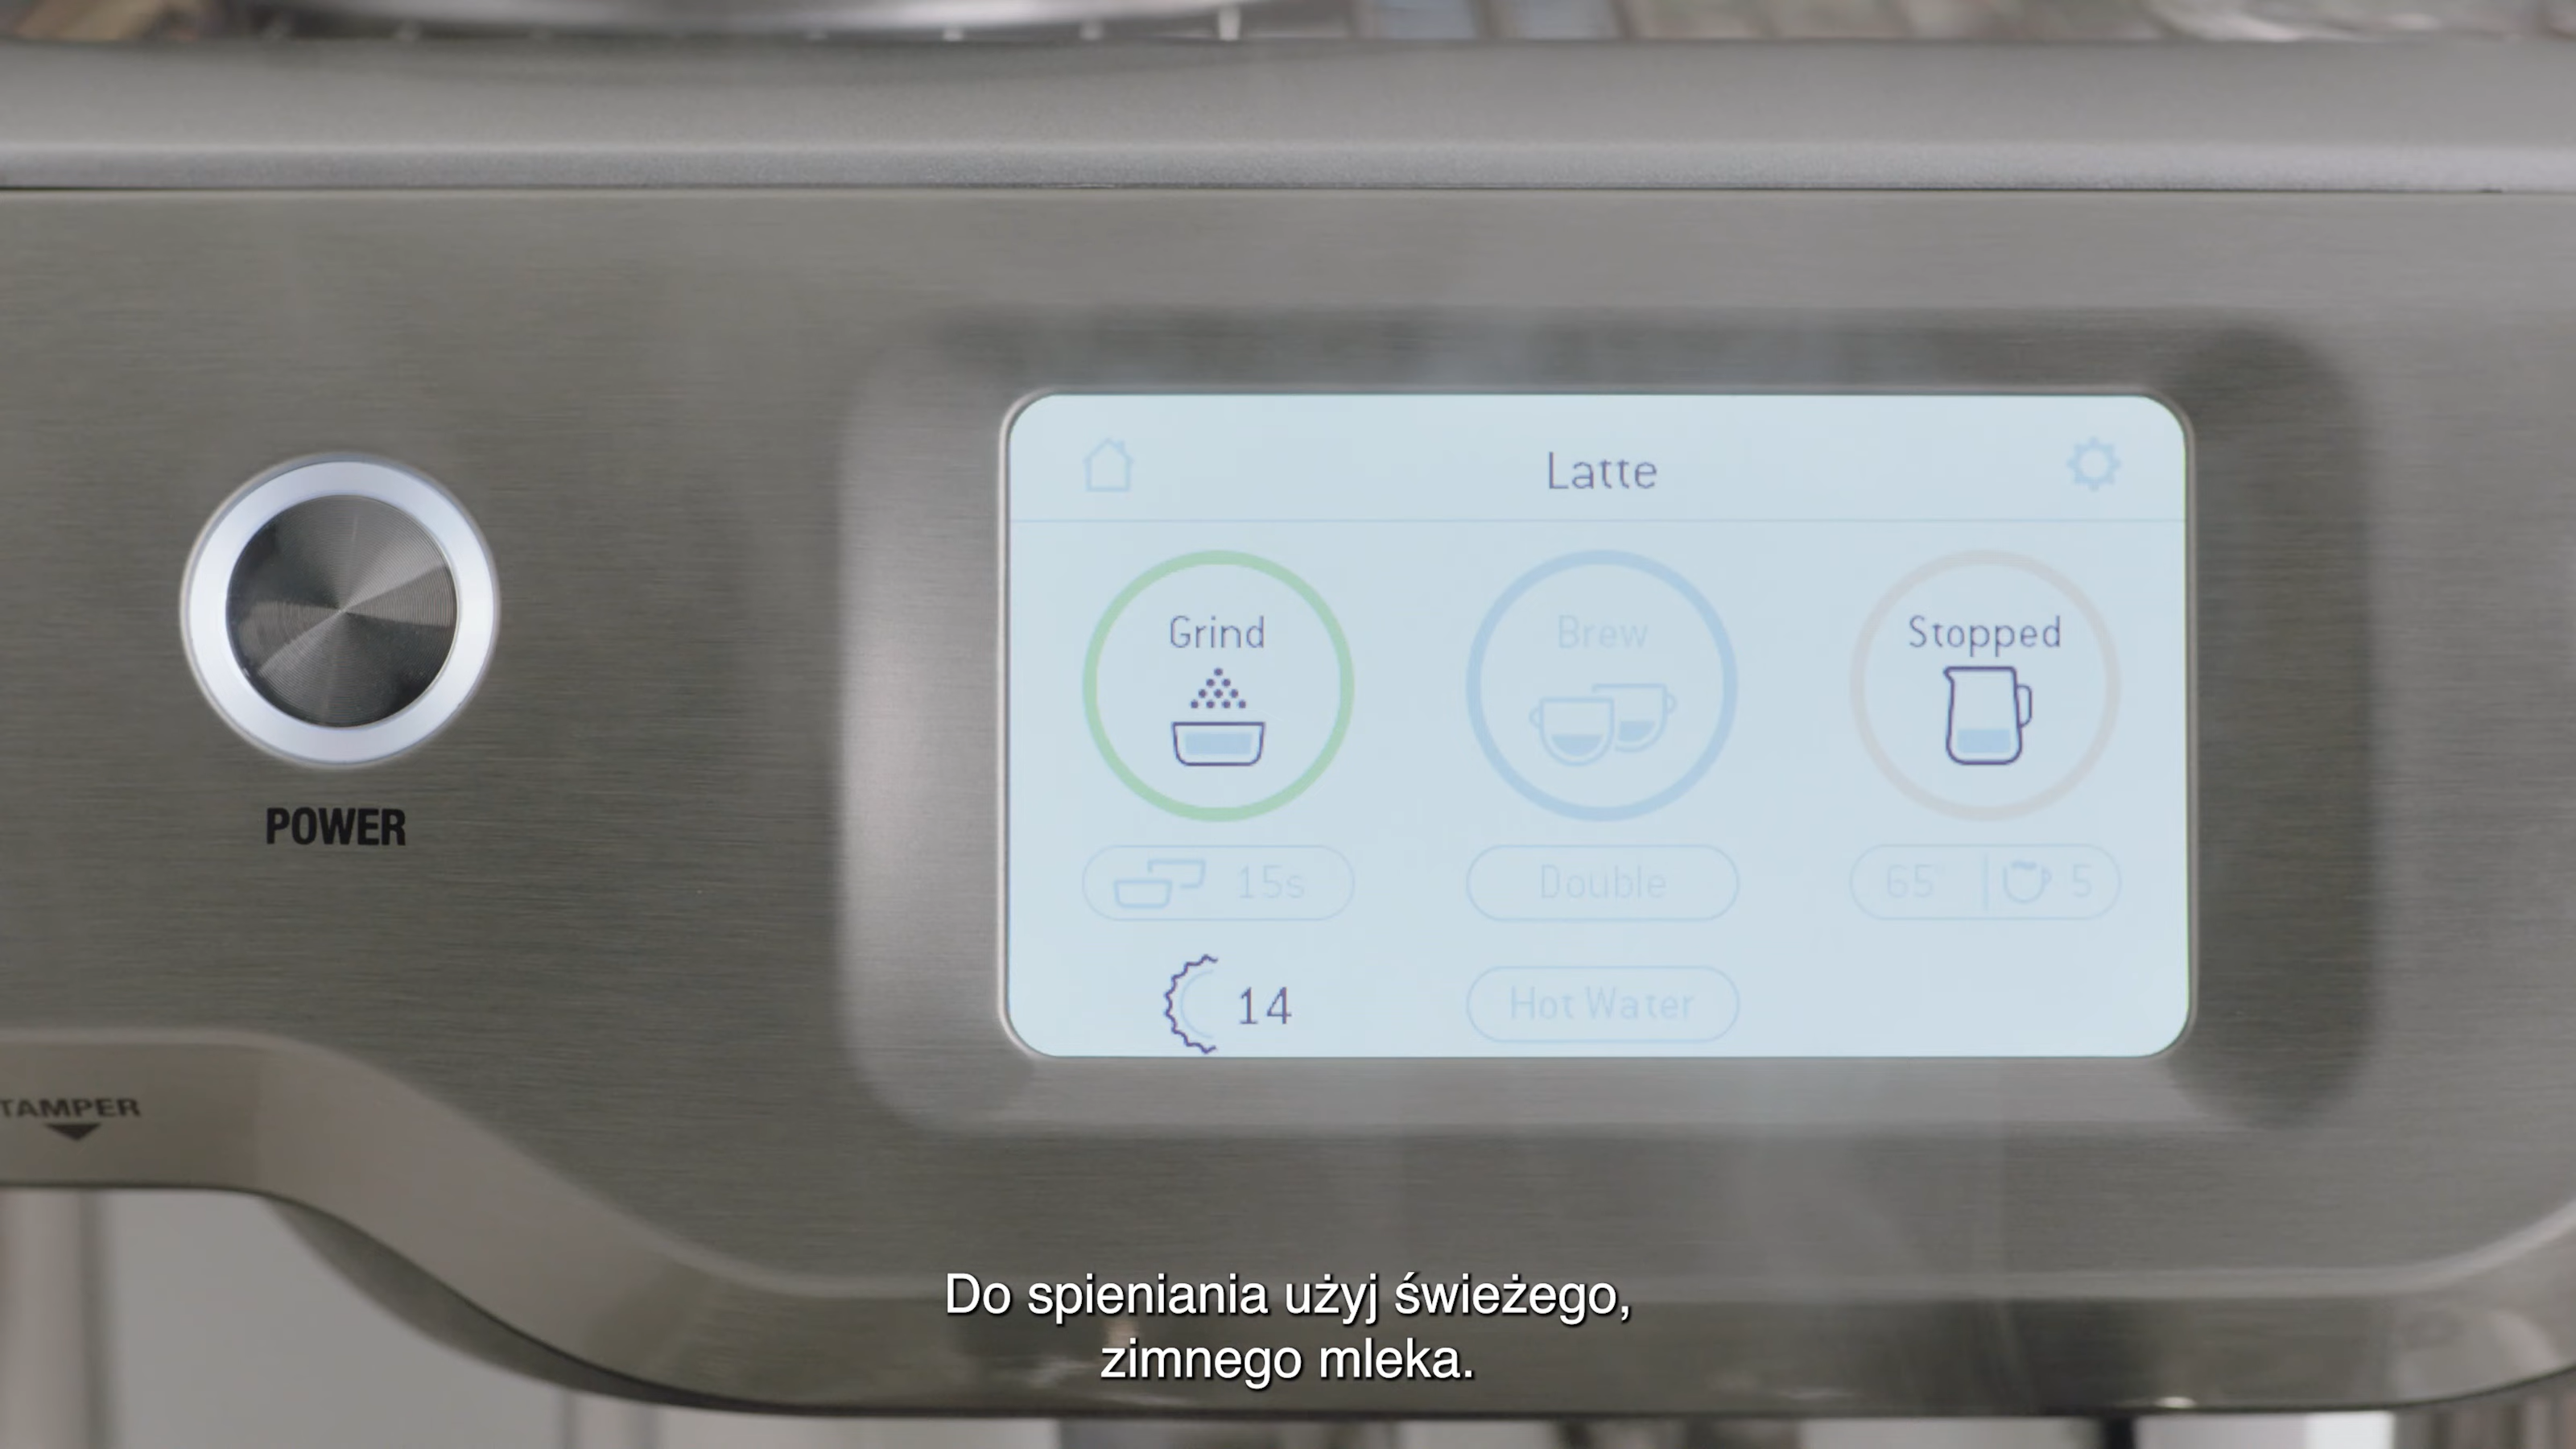 Latte
Grind
Brew
Stopped
15s
Double
65° 5
14
Hot Water
POWER
TAMPER
Do spieniania użyj świeżego,
zimnego mleka.